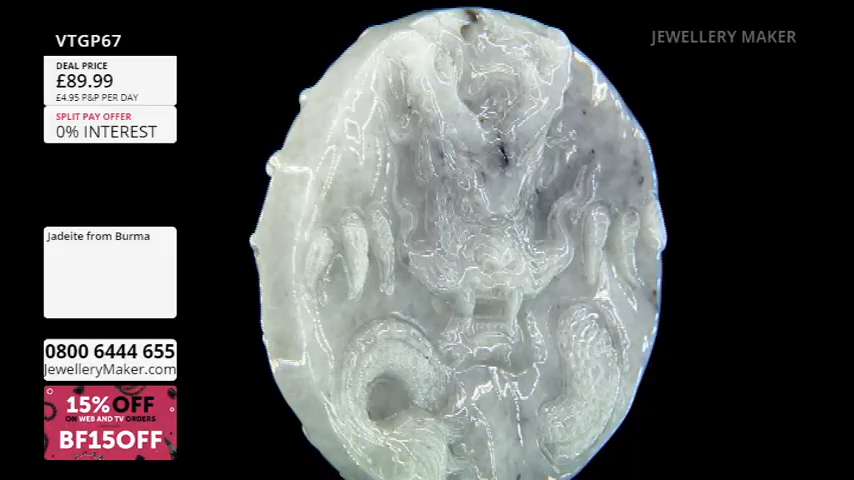 VTGP67
DEAL PRICE
£89.99
£4.95 P&P PER DAY
SPLIT PAY OFFER
0% INTEREST
Jadeite from Burma
0800 6444 655
JewelleryMaker.com
15% OFF
ON WEB AND TV ORDERS
BF15OFF
JEWELLERY MAKER